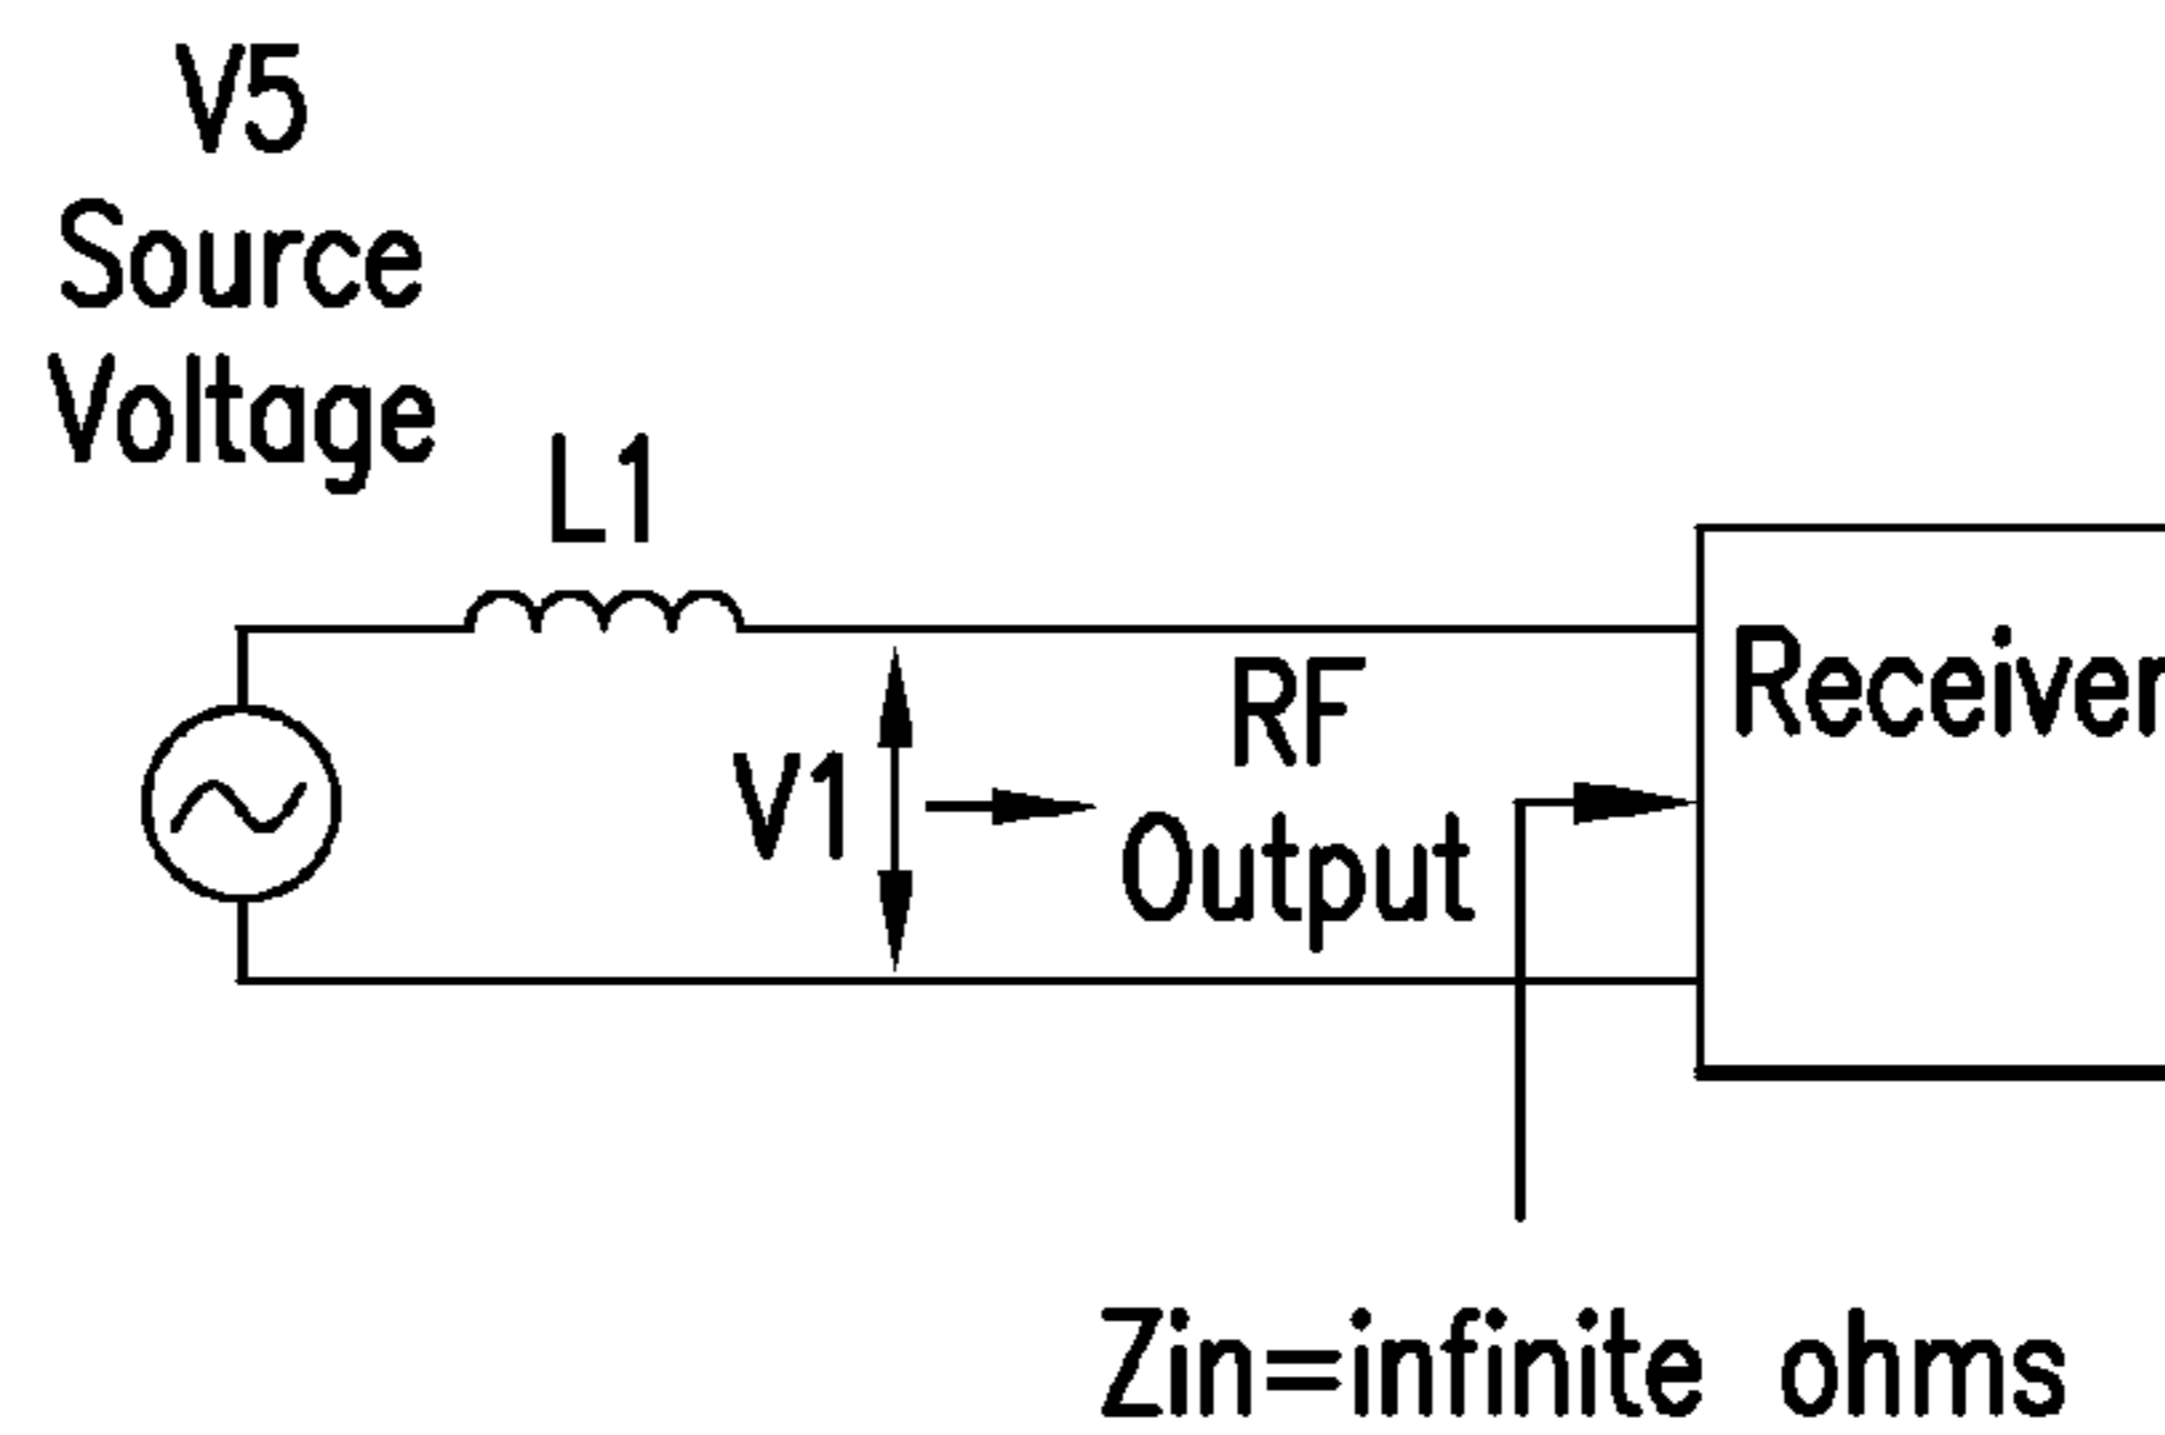 V5
Source
Voltage
L1
V1
RF
Output
Receiver
Zin=infinite ohms